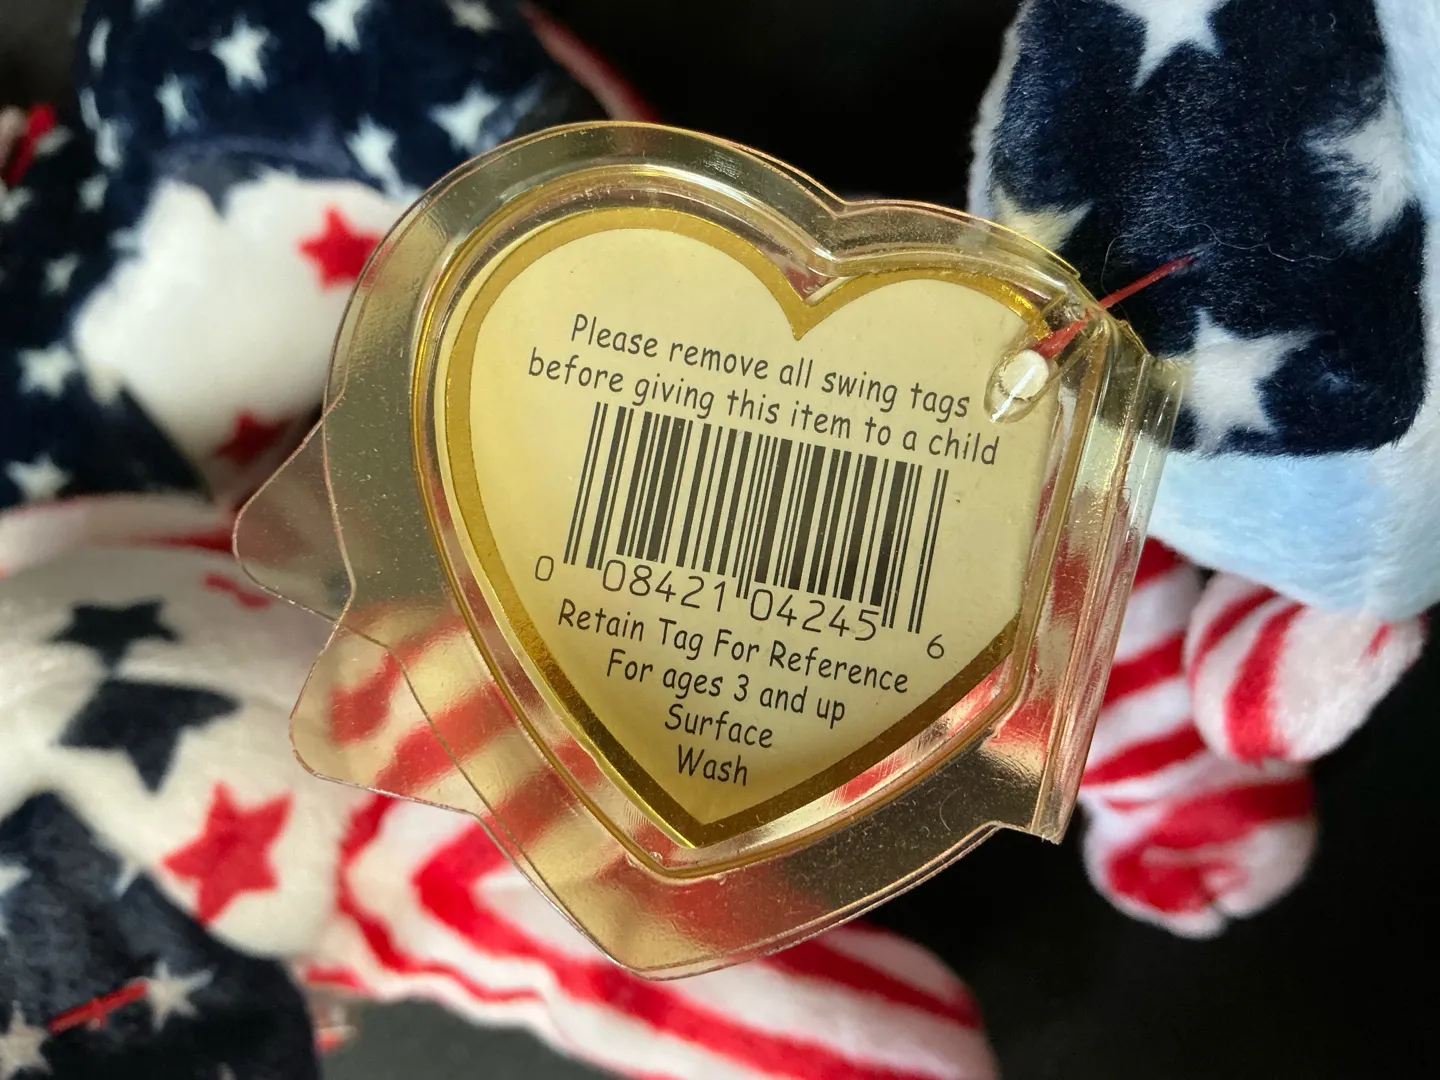 Please remove all swing tags
before giving this item to a child
0 08421 04245 6
Retain Tag For Reference
For ages 3 and up
Surface
Wash